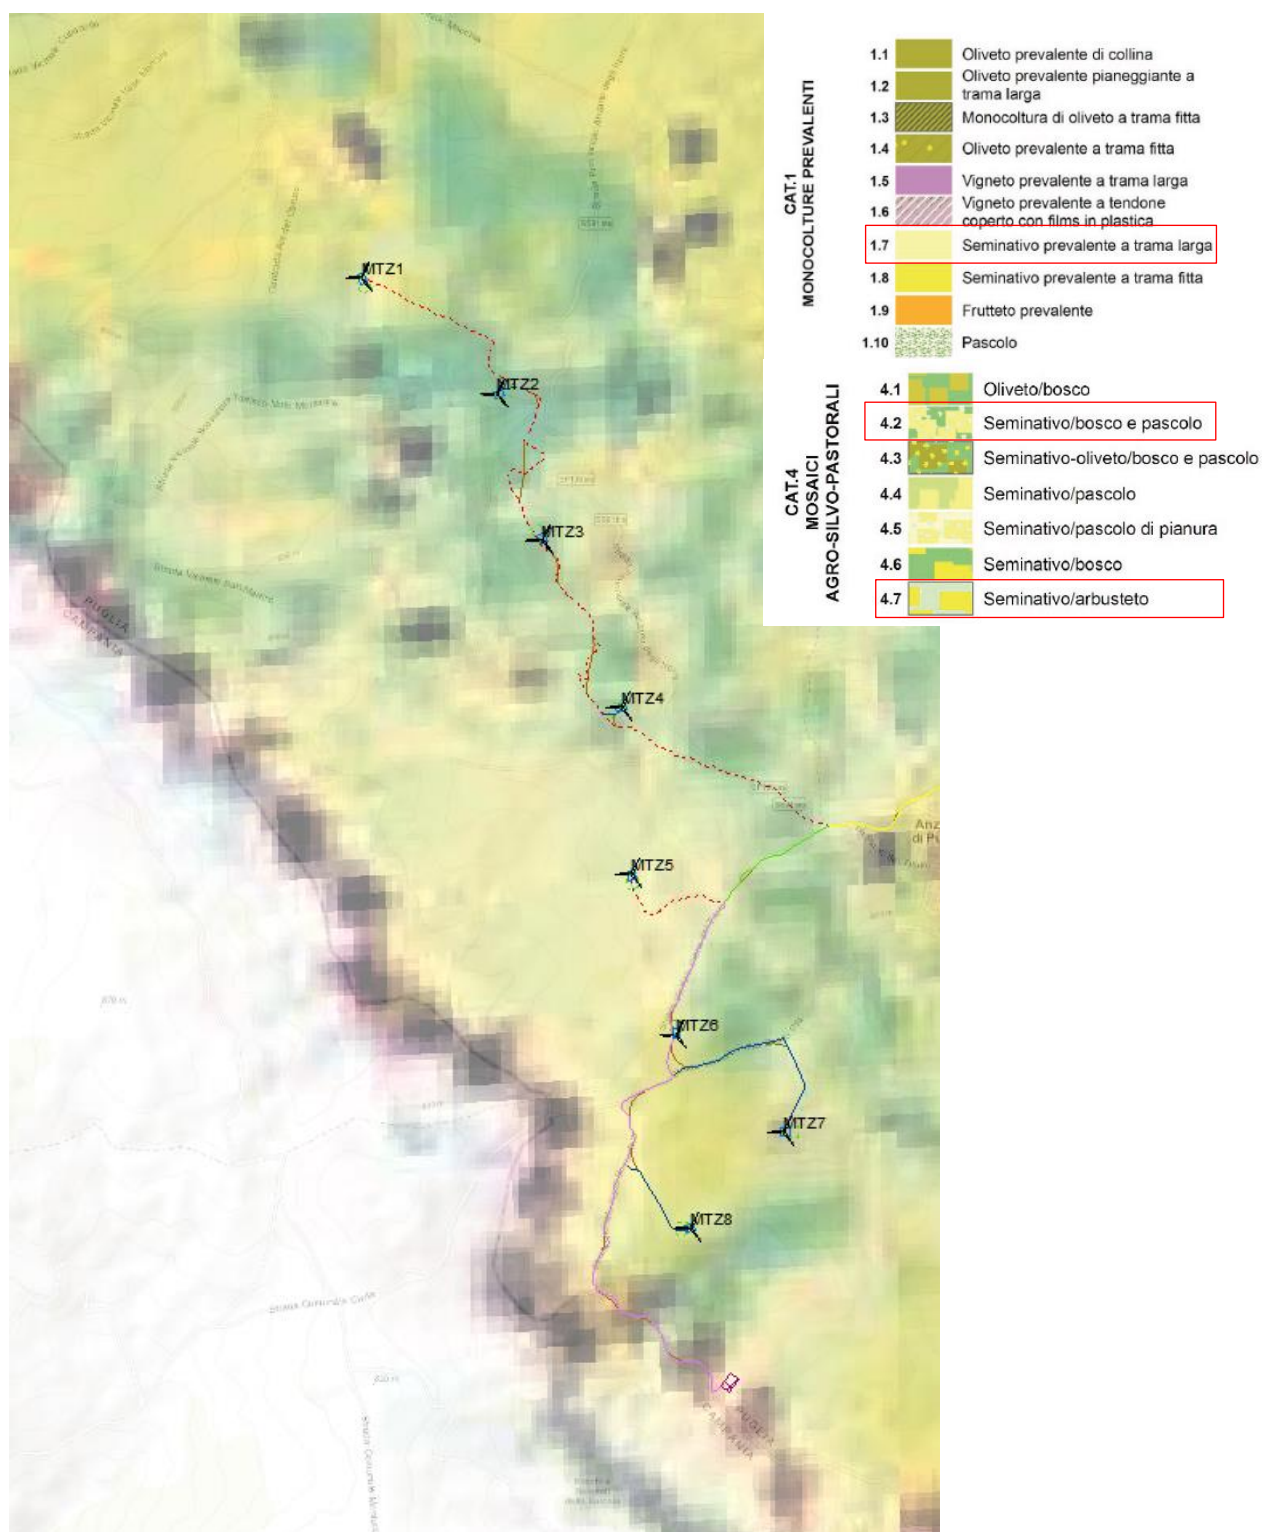 MTZ1
MTZ2
MTZ3
PUGLIA
CAMPANIA
MTZ4
Anz
di Pu
MTZ5
MTZ6
MTZ7
MTZ8
Strada Comunale
PUGLIA
CAMPANIA
CAT.1
MONOCOLTURE PREVALENTI
1.1 Oliveto prevalente di collina
1.2 Oliveto prevalente pianeggiante a
trama larga
1.3 Monocoltura di oliveto a trama fitta
1.4 Oliveto prevalente a trama fitta
1.5 Vigneto prevalente a trama larga
1.6 Vigneto prevalente a tendone
coperto con films in plastica
1.7 Seminativo prevalente a trama larga
1.8 Seminativo prevalente a trama fitta
1.9 Frutteto prevalente
1.10 Pascolo
CAT.4
MOSAICI
AGRO-SILVO-PASTORALI
4.1 Oliveto/bosco
4.2 Seminativo/bosco e pascolo
4.3 Seminativo-oliveto/bosco e pascolo
4.4 Seminativo/pascolo
4.5 Seminativo/pascolo di pianura
4.6 Seminativo/bosco
4.7 Seminativo/arbusteto